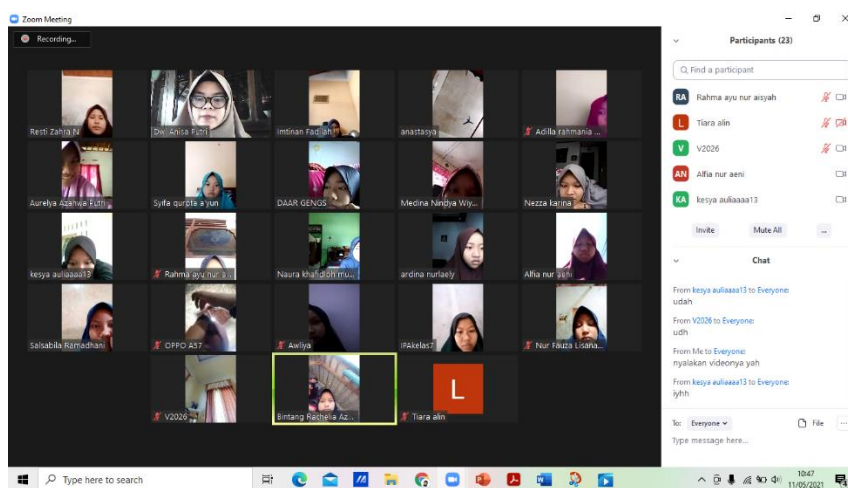 Zoom Meeting
Recording...
Participants (23)
Find a participant
RA Rahma ayu nur aisyah
L Tiara alin
V V2026
AN Alfia nur aeni
KA kesya auliaaaa13
Invite Mute All ...
Chat
From kesya auliaaaa13 to Everyone:
udah
From V2026 to Everyone:
udh
From Me to Everyone:
nyalakan videonya yah
From kesya auliaaaa13 to Everyone:
iyhh
To: Everyone File ...
Type message here...
Resti Zahra N
Dwi Anisa Putri
Imtinan Fadilah
anastasya
Adilla rahmania ...
Aurelya Azahwa Putri
Syifa qurota a'yun
DAAR GENGS
Medina Nindya Wiy...
Nezza karina
kesya auliaaaa13
Rahma ayu nur a...
Naura khafidloh mu...
ardina nurlaely
Alfia nur aeni
Salsabila Ramadhani
OPPO A57
Awliya
IPAkelas7
Nur Fauza Lisana...
V2026
Bintang Rachelia Az...
L
Tiara alin
Type here to search
10:47
11/05/2021